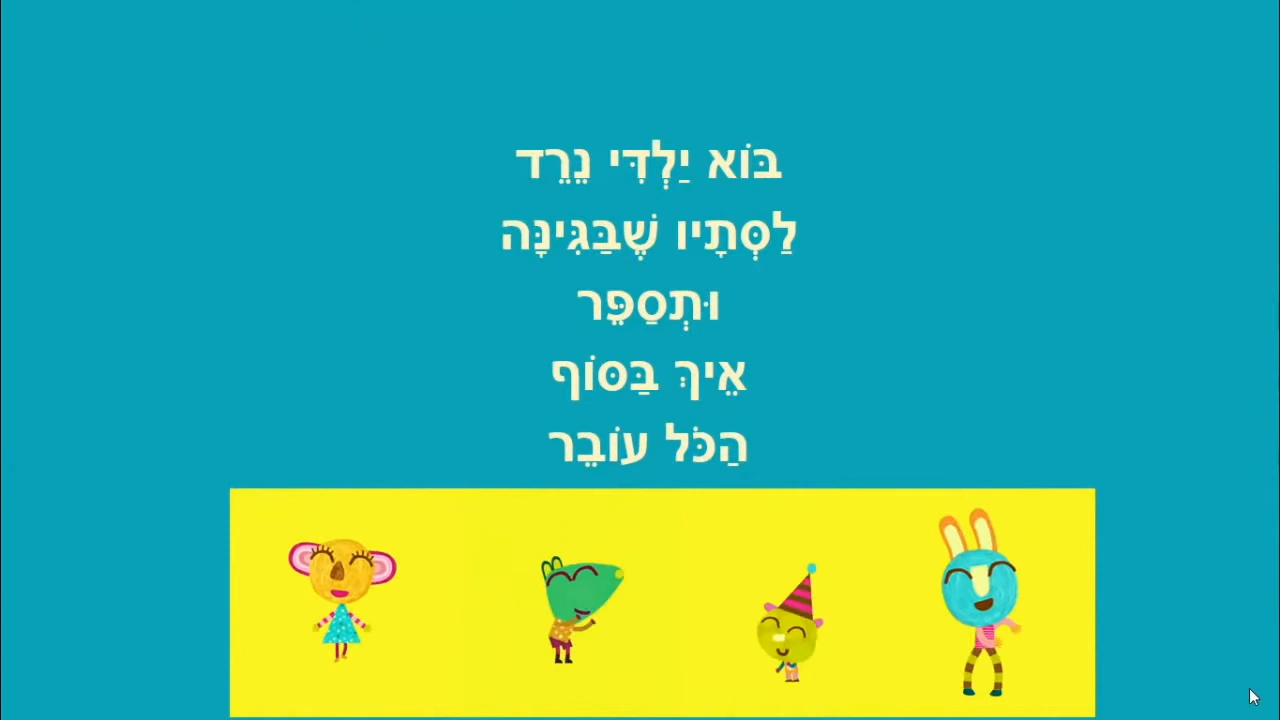 בּוֹא יַלְדִּי נֵרֵד
לַסְּתָיו שֶׁבַּגִּינָּה
וּתְסַפֵּר
אֵיךְ בַּסּוֹף
הַכֹּל עוֹבֵר